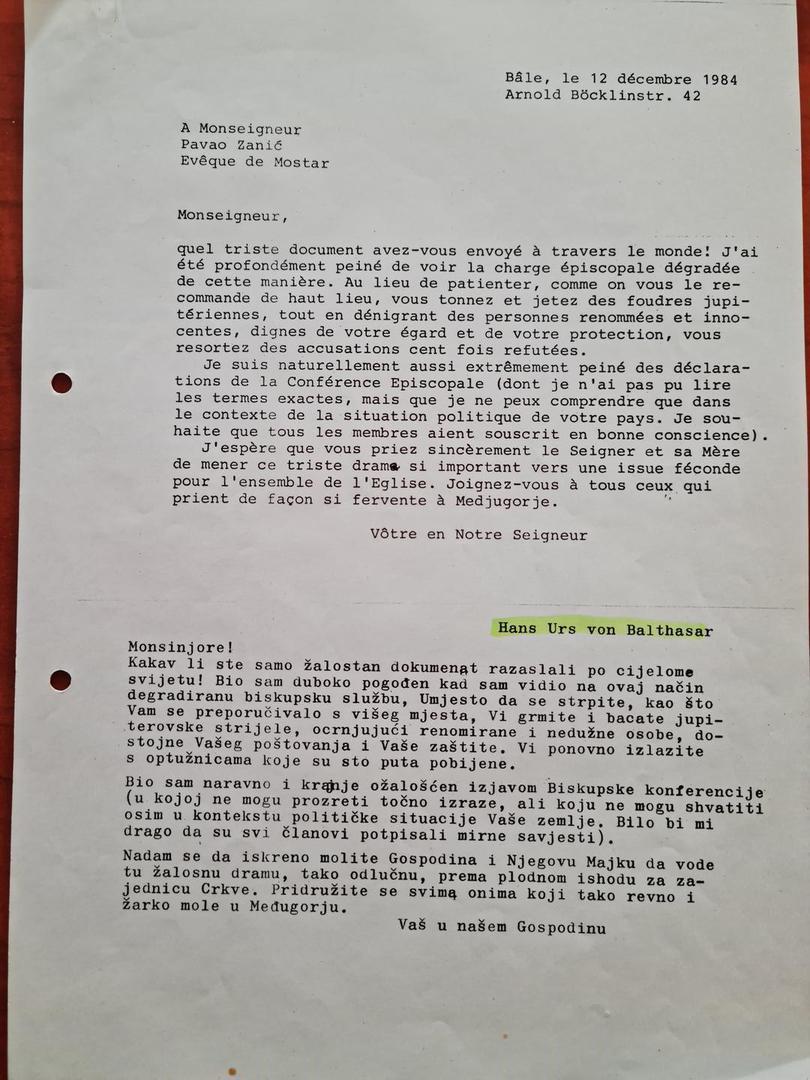 Bâle, le 12 décembre 1984
Arnold Böcklinstr. 42
A Monseigneur
Pavao Zanić
Evêque de Mostar
Monseigneur,
quel triste document avez-vous envoyé à travers le monde! J'ai
été profondément peiné de voir la charge épiscopale dégradée
de cette manière. Au lieu de patienter, comme on vous le re-
commande de haut lieu, vous tonnez et jetez des foudres jupi-
tériennes, tout en dénigrant des personnes renommées et inno-
centes, dignes de votre égard et de votre protection, vous
resortez des accusations cent fois refutées.
Je suis naturellement aussi extrêmement peiné des déclara-
tions de la Conférence Episcopale (dont je n'ai pas pu lire
les termes exactes, mais que je ne peux comprendre que dans
le contexte de la situation politique de votre pays. Je sou-
haite que tous les membres aient souscrit en bonne conscience).
J'espère que vous priez sincèrement le Seigner et sa Mère
de mener ce triste drame si important vers une issue féconde
pour l'ensemble de l'Eglise. Joignez-vous à tous ceux qui
prient de façon si fervente à Medjugorje.
Vôtre en Notre Seigneur
Hans Urs von Balthasar
Monsinjore!
Kakav li ste samo žalostan dokument razaslali po cijelome
svijetu! Bio sam duboko pogođen kad sam vidio na ovaj način
degradiranu biskupsku službu, Umjesto da se strpite, kao što
Vam se preporučivalo s višeg mjesta, Vi grmite i bacate jupi-
terovske strijele, ocrnjujući renomirane i nedužne osobe, do-
stojne Vašeg poštovanja i Vaše zaštite. Vi ponovno izlazite
s optužnicama koje su sto puta pobijene.
Bio sam naravno i kranje ožalošćen izjavom Biskupske konferencije
(u kojoj ne mogu prozreti točno izraze, ali koju ne mogu shvatiti
osim u kontekstu političke situacije Vaše zemlje. Bilo bi mi
drago da su svi članovi potpisali mirne savjesti).
Nadam se da iskreno molite Gospodina i Njegovu Majku da vode
tu žalosnu dramu, tako odlučnu, prema plodnom ishodu za za-
jednicu Crkve. Pridružite se svima onima koji tako revno i
žarko mole u Međugorju.
Vaš u našem Gospodinu